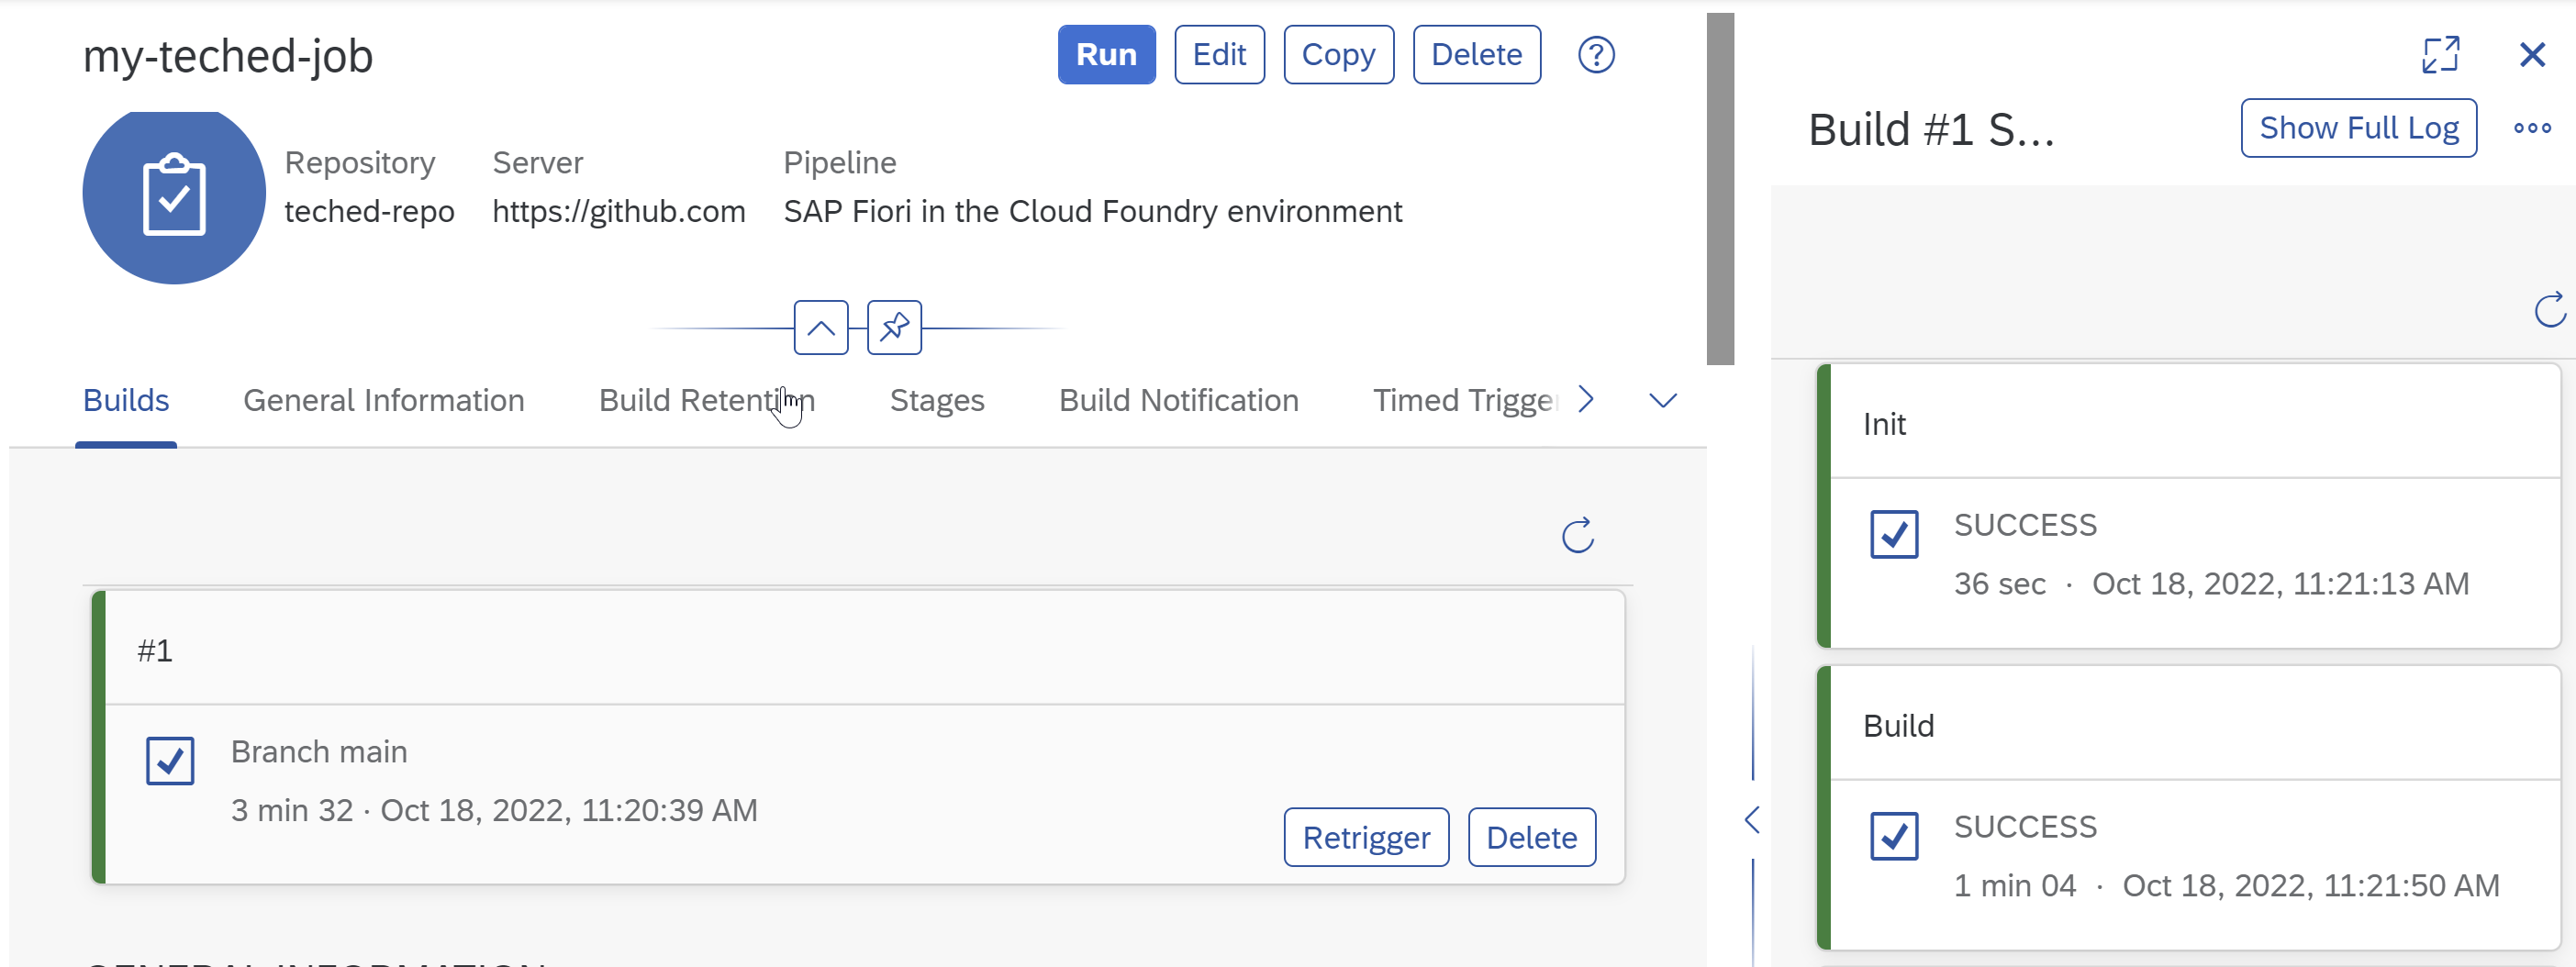 my-teched-job
Run
Edit
Copy
Delete
Repository
teched-repo
Server
https://github.com
Pipeline
SAP Fiori in the Cloud Foundry environment
Builds
General Information
Build Retention
Stages
Build Notification
Timed Trigge
#1
Branch main
3 min 32 · Oct 18, 2022, 11:20:39 AM
Retrigger
Delete
GENERAL INFORMATION
Build #1 S...
Show Full Log
Init
SUCCESS
36 sec · Oct 18, 2022, 11:21:13 AM
Build
SUCCESS
1 min 04 · Oct 18, 2022, 11:21:50 AM